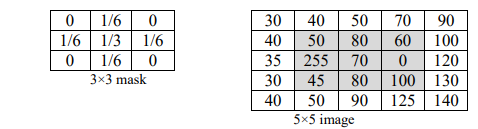 0 1/6 0
1/6 1/3 1/6
0 1/6 0
3×3 mask
30 40 50 70 90
40 50 80 60 100
35 255 70 0 120
30 45 80 100 130
40 50 90 125 140
5×5 image